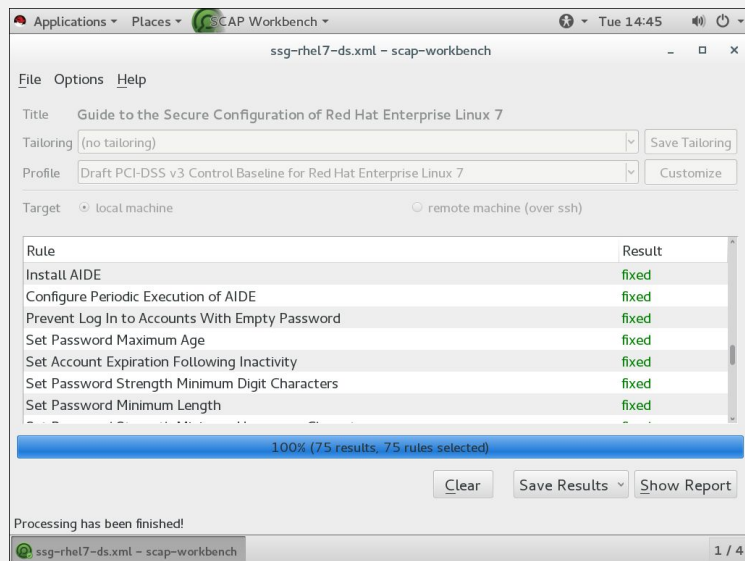 Applications Places SCAP Workbench Tue 14:45
ssg-rhel7-ds.xml – scap-workbench
File Options Help
Title Guide to the Secure Configuration of Red Hat Enterprise Linux 7
Tailoring (no tailoring) Save Tailoring
Profile Draft PCI-DSS v3 Control Baseline for Red Hat Enterprise Linux 7 Customize
Target local machine remote machine (over ssh)
Rule Result
Install AIDE fixed
Configure Periodic Execution of AIDE fixed
Prevent Log In to Accounts With Empty Password fixed
Set Password Maximum Age fixed
Set Account Expiration Following Inactivity fixed
Set Password Strength Minimum Digit Characters fixed
Set Password Minimum Length fixed
100% (75 results, 75 rules selected)
Clear Save Results Show Report
Processing has been finished!
ssg-rhel7-ds.xml – scap-workbench 1 / 4